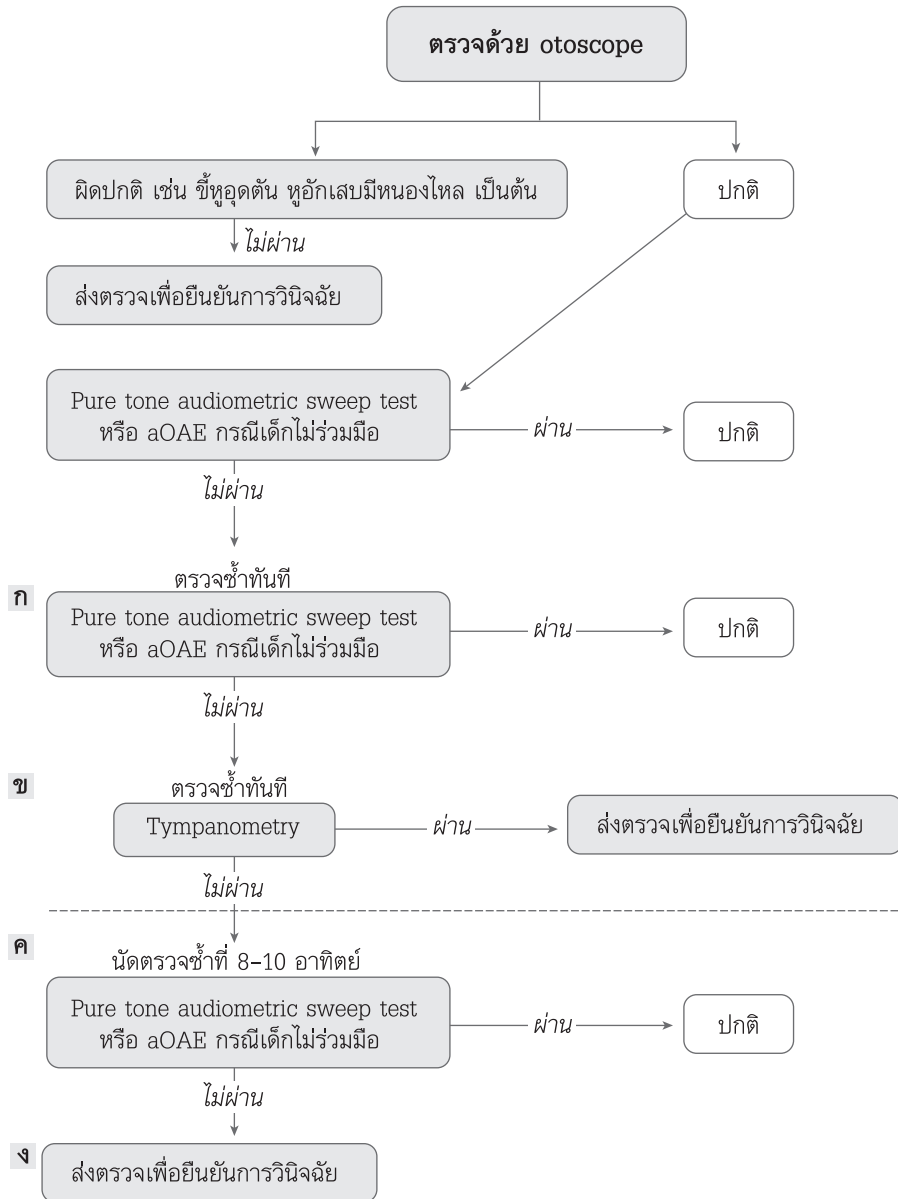 ตรวจด้วย otoscope
ผิดปกติ เช่น ขี้หูอุดตัน หูอักเสบมีหนองไหล เป็นต้น
ปกติ
ไม่ผ่าน
ส่งตรวจเพื่อยืนยันการวินิจฉัย
Pure tone audiometric sweep test
หรือ aOAE กรณีเด็กไม่ร่วมมือ
ผ่าน
ปกติ
ไม่ผ่าน
ก
ตรวจซ้ำทันที
Pure tone audiometric sweep test
หรือ aOAE กรณีเด็กไม่ร่วมมือ
ผ่าน
ปกติ
ไม่ผ่าน
ข
ตรวจซ้ำทันที
Tympanometry
ผ่าน
ส่งตรวจเพื่อยืนยันการวินิจฉัย
ไม่ผ่าน
ค
นัดตรวจซ้ำที่ 8–10 อาทิตย์
Pure tone audiometric sweep test
หรือ aOAE กรณีเด็กไม่ร่วมมือ
ผ่าน
ปกติ
ไม่ผ่าน
ง
ส่งตรวจเพื่อยืนยันการวินิจฉัย